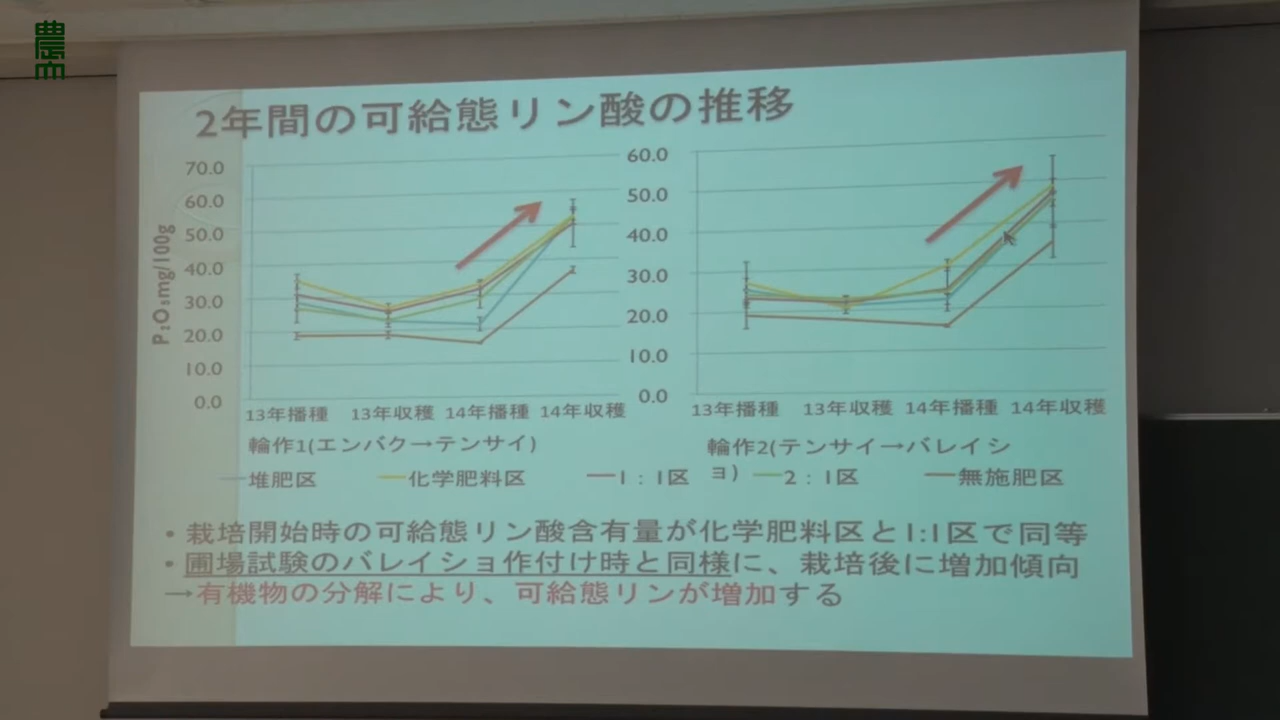 農大
2年間の可給態リン酸の推移
P₂O₅mg/100g
70.0
60.0
50.0
40.0
30.0
20.0
10.0
0.0
13年播種 13年収穫 14年播種 14年収穫
輪作1(エンバク→テンサイ)
60.0
50.0
40.0
30.0
20.0
10.0
0.0
13年播種 13年収穫 14年播種 14年収穫
輪作2(テンサイ→バレイシ
ョ)
堆肥区 化学肥料区 1：1区 2：1区 無施肥区
・栽培開始時の可給態リン酸含有量が化学肥料区と1:1区で同等
・圃場試験のバレイショ作付け時と同様に、栽培後に増加傾向
→有機物の分解により、可給態リンが増加する